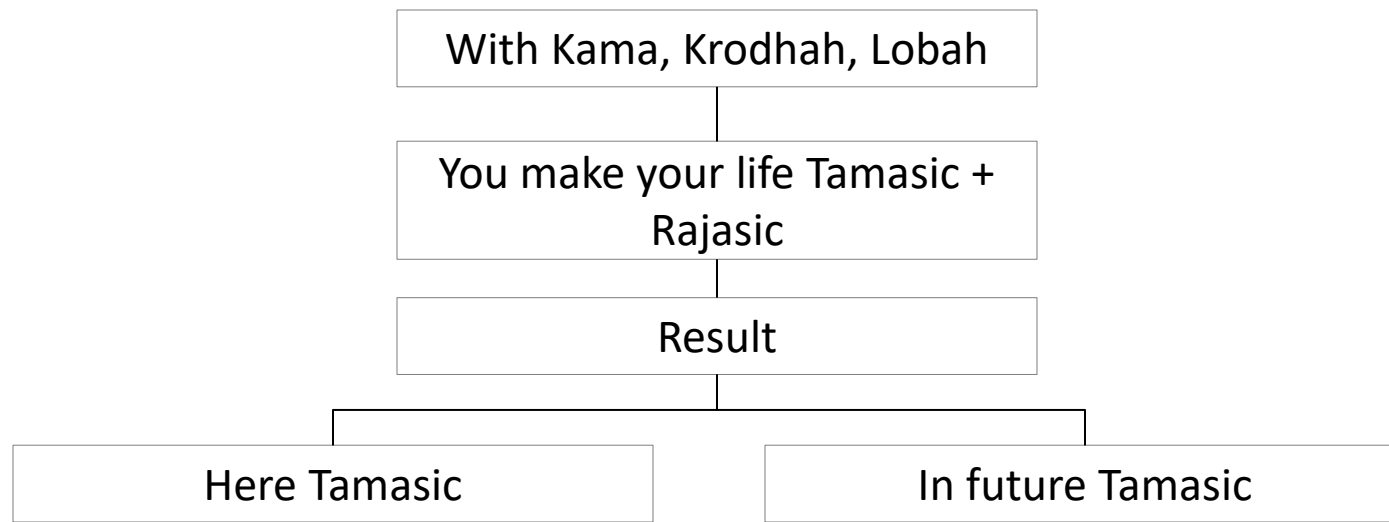 With Kama, Krodhah, Lobah
You make your life Tamasic +
Rajasic
Result
Here Tamasic
In future Tamasic